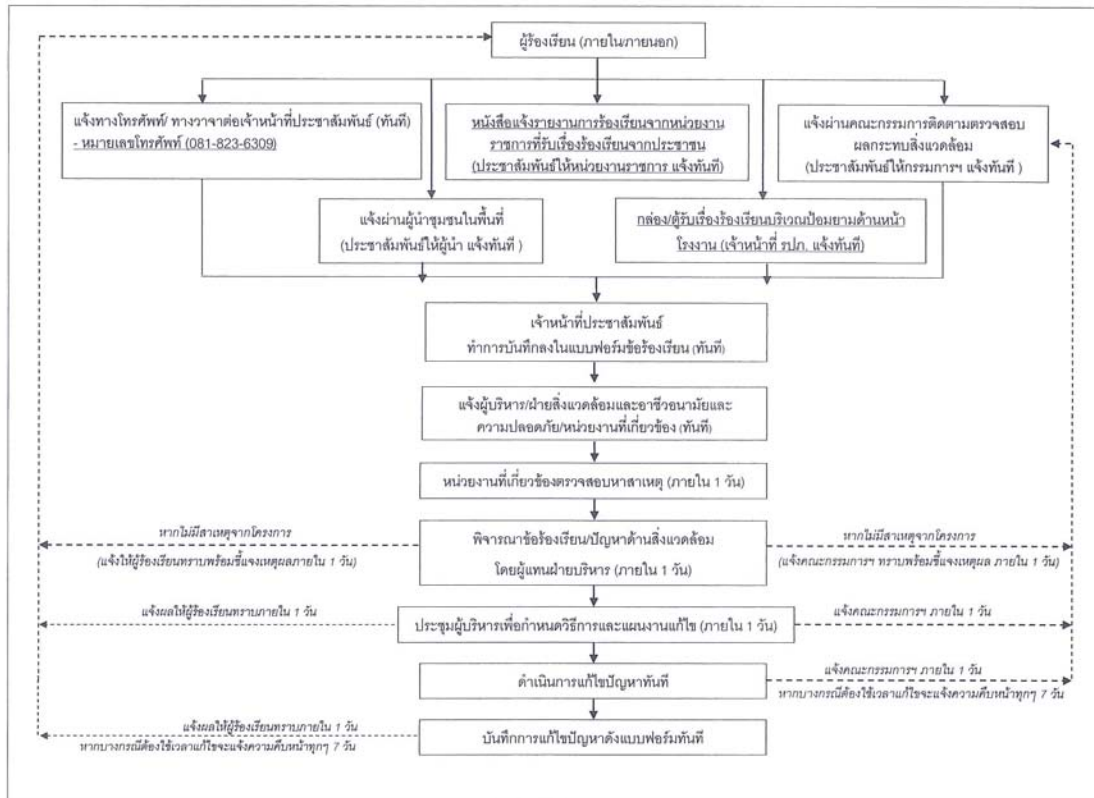 ผู้ร้องเรียน (ภายใน/ภายนอก)
แจ้งทางโทรศัพท์/ ทางวาจาต่อเจ้าหน้าที่ประชาสัมพันธ์ (ทันที)
- หมายเลขโทรศัพท์ (081-823-6309)
หนังสือแจ้งรายงานการร้องเรียนจากหน่วยงาน
ราชการที่รับเรื่องร้องเรียนจากประชาชน
(ประชาสัมพันธ์ให้หน่วยงานราชการ แจ้งทันที)
แจ้งผ่านคณะกรรมการติดตามตรวจสอบ
ผลกระทบสิ่งแวดล้อม
(ประชาสัมพันธ์ให้กรรมการฯ แจ้งทันที )
แจ้งผ่านผู้นำชุมชนในพื้นที่
(ประชาสัมพันธ์ให้ผู้นำ แจ้งทันที )
กล่อง/ตู้รับเรื่องร้องเรียนบริเวณป้อมยามด้านหน้า
โรงงาน (เจ้าหน้าที่ รปภ. แจ้งทันที)
เจ้าหน้าที่ประชาสัมพันธ์
ทำการบันทึกลงในแบบฟอร์มข้อร้องเรียน (ทันที)
แจ้งผู้บริหาร/ฝ่ายสิ่งแวดล้อมและอาชีวอนามัยและ
ความปลอดภัย/หน่วยงานที่เกี่ยวข้อง (ทันที)
หน่วยงานที่เกี่ยวข้องตรวจสอบหาสาเหตุ (ภายใน 1 วัน)
หากไม่มีสาเหตุจากโครงการ
(แจ้งให้ผู้ร้องเรียนทราบพร้อมชี้แจงเหตุผลภายใน 1 วัน)
พิจารณาข้อร้องเรียน/ปัญหาด้านสิ่งแวดล้อม
โดยผู้แทนฝ่ายบริหาร (ภายใน 1 วัน)
หากไม่มีสาเหตุจากโครงการ
(แจ้งคณะกรรมการฯ ทราบพร้อมชี้แจงเหตุผล ภายใน 1 วัน)
แจ้งผลให้ผู้ร้องเรียนทราบภายใน 1 วัน
ประชุมผู้บริหารเพื่อกำหนดวิธีการและแผนงานแก้ไข (ภายใน 1 วัน)
แจ้งคณะกรรมการฯ ภายใน 1 วัน
ดำเนินการแก้ไขปัญหาทันที
แจ้งคณะกรรมการฯ ภายใน 1 วัน
หากบางกรณีต้องใช้เวลาแก้ไขจะแจ้งความคืบหน้าทุกๆ 7 วัน
แจ้งผลให้ผู้ร้องเรียนทราบภายใน 1 วัน
หากบางกรณีต้องใช้เวลาแก้ไขจะแจ้งความคืบหน้าทุกๆ 7 วัน
บันทึกการแก้ไขปัญหาดังแบบฟอร์มทันที